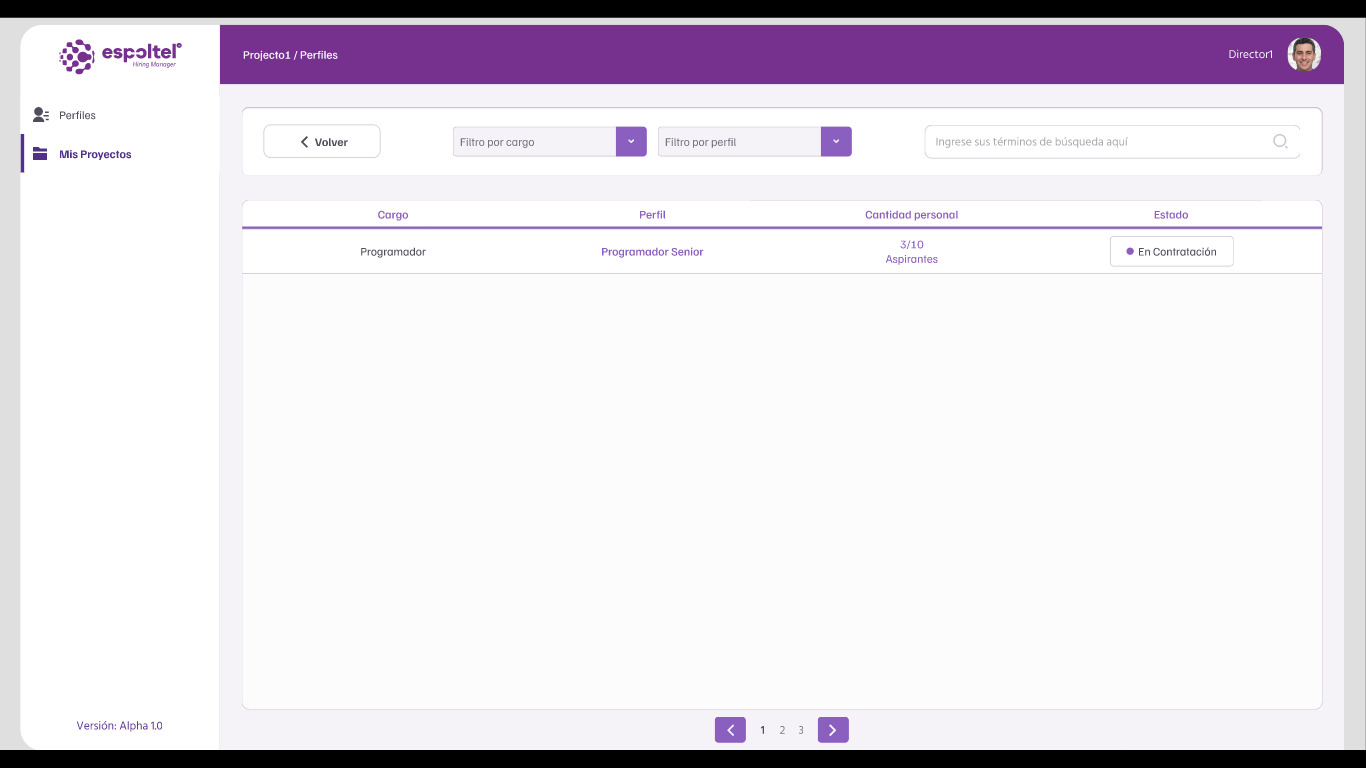 espoltel
Hiring Manager
Projecto1 / Perfiles
Director1
Perfiles
Mis Proyectos
Volver
Filtro por cargo
Filtro por perfil
Ingrese sus términos de búsqueda aquí
Cargo
Perfil
Cantidad personal
Estado
Programador
Programador Senior
3/10
Aspirantes
En Contratación
Versión: Alpha 1.0
1 2 3